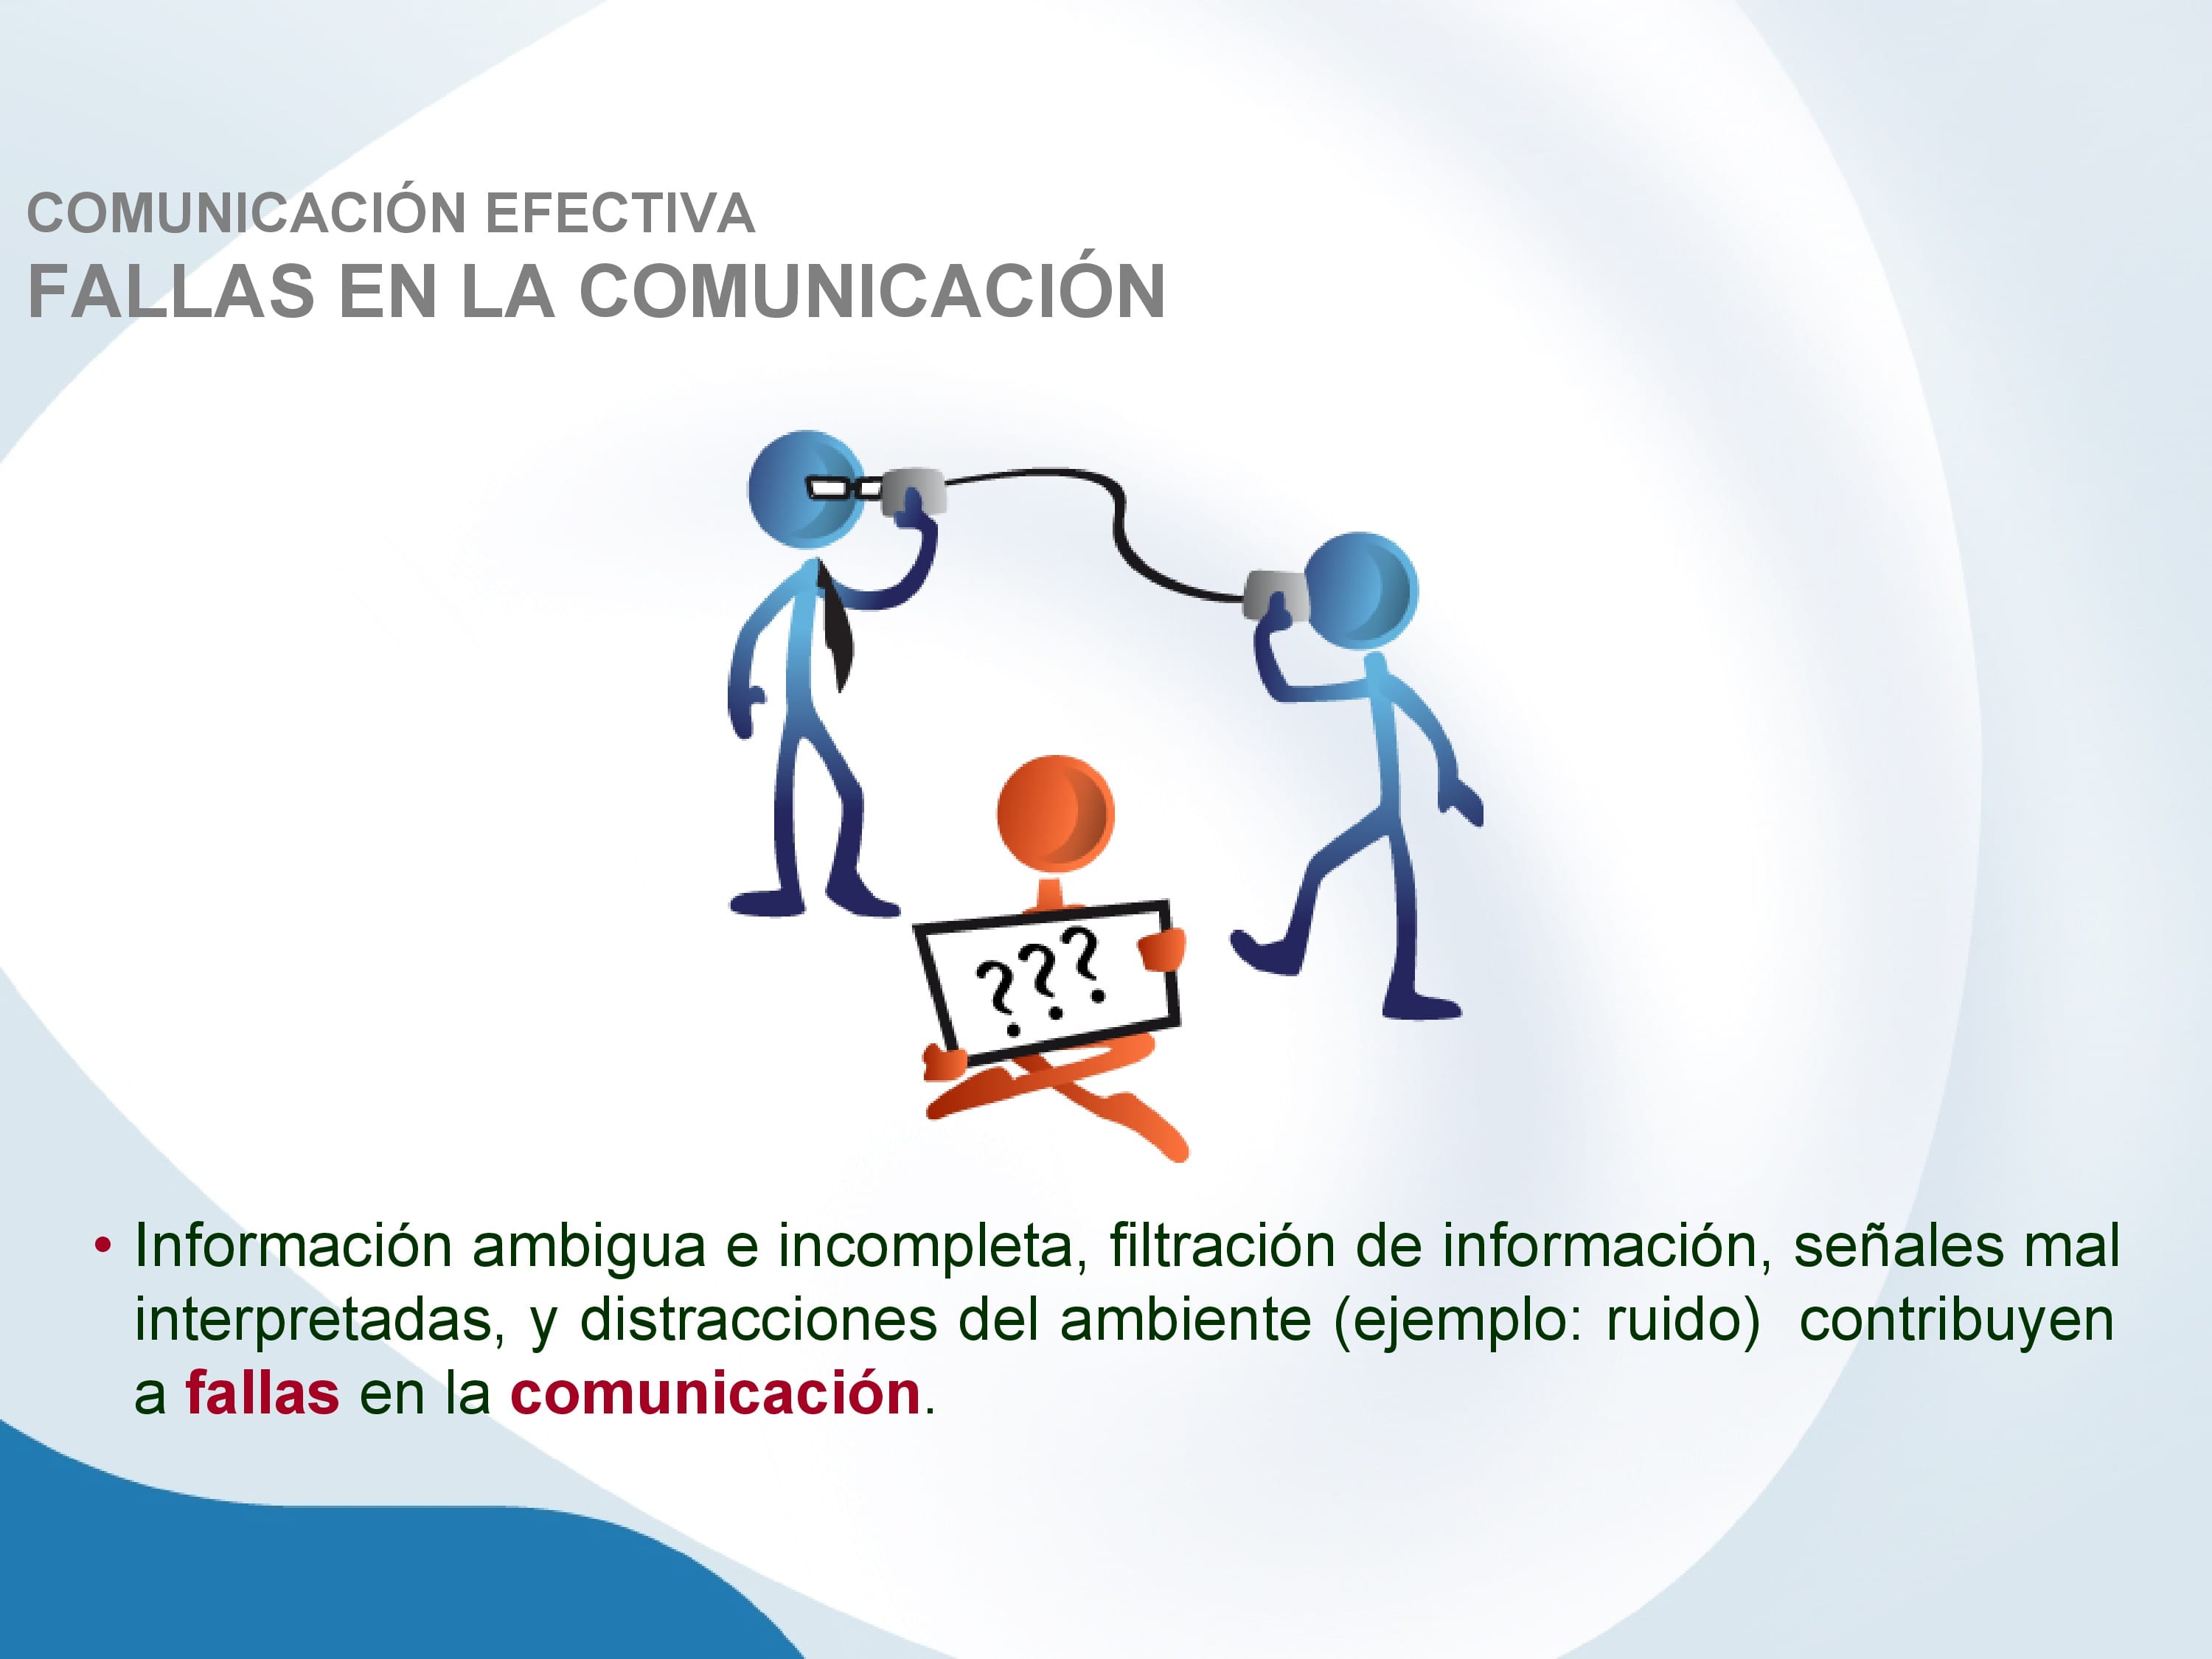 COMUNICACIÓN EFECTIVA
FALLAS EN LA COMUNICACIÓN
???
• Información ambigua e incompleta, filtración de información, señales mal
interpretadas, y distracciones del ambiente (ejemplo: ruido) contribuyen
a fallas en la comunicación.